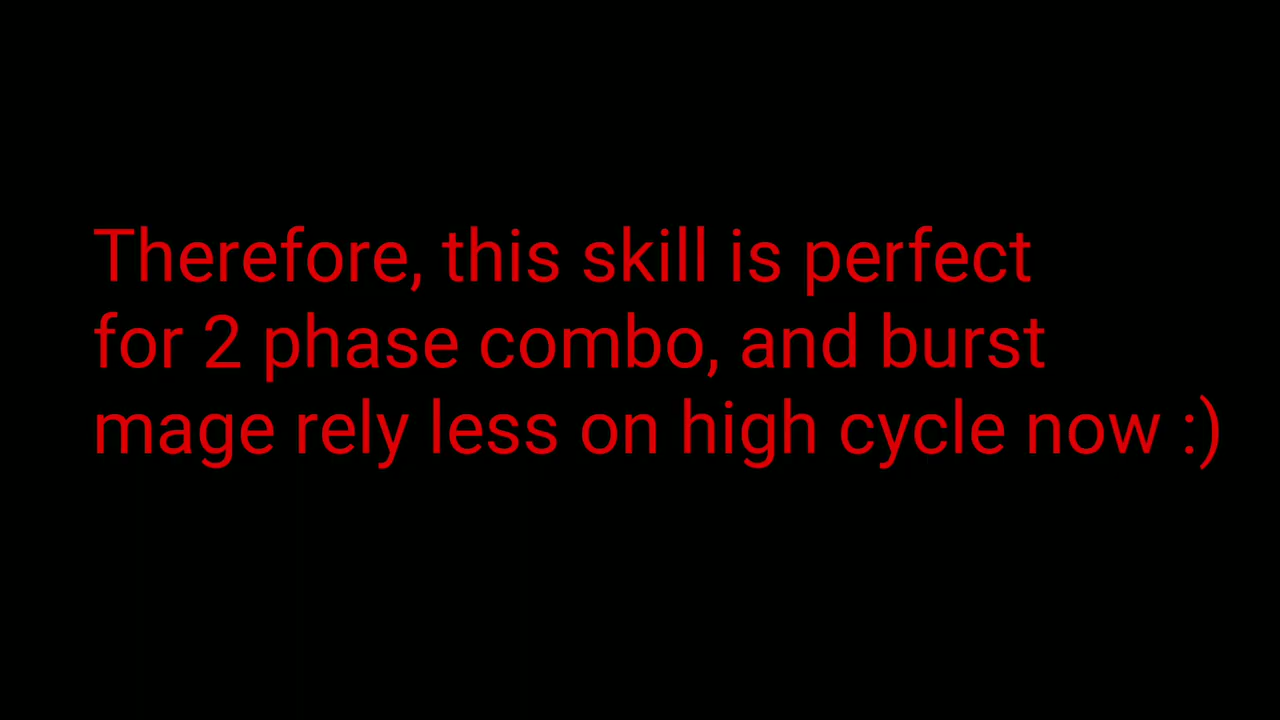 Therefore, this skill is perfect
for 2 phase combo, and burst
mage rely less on high cycle now :)